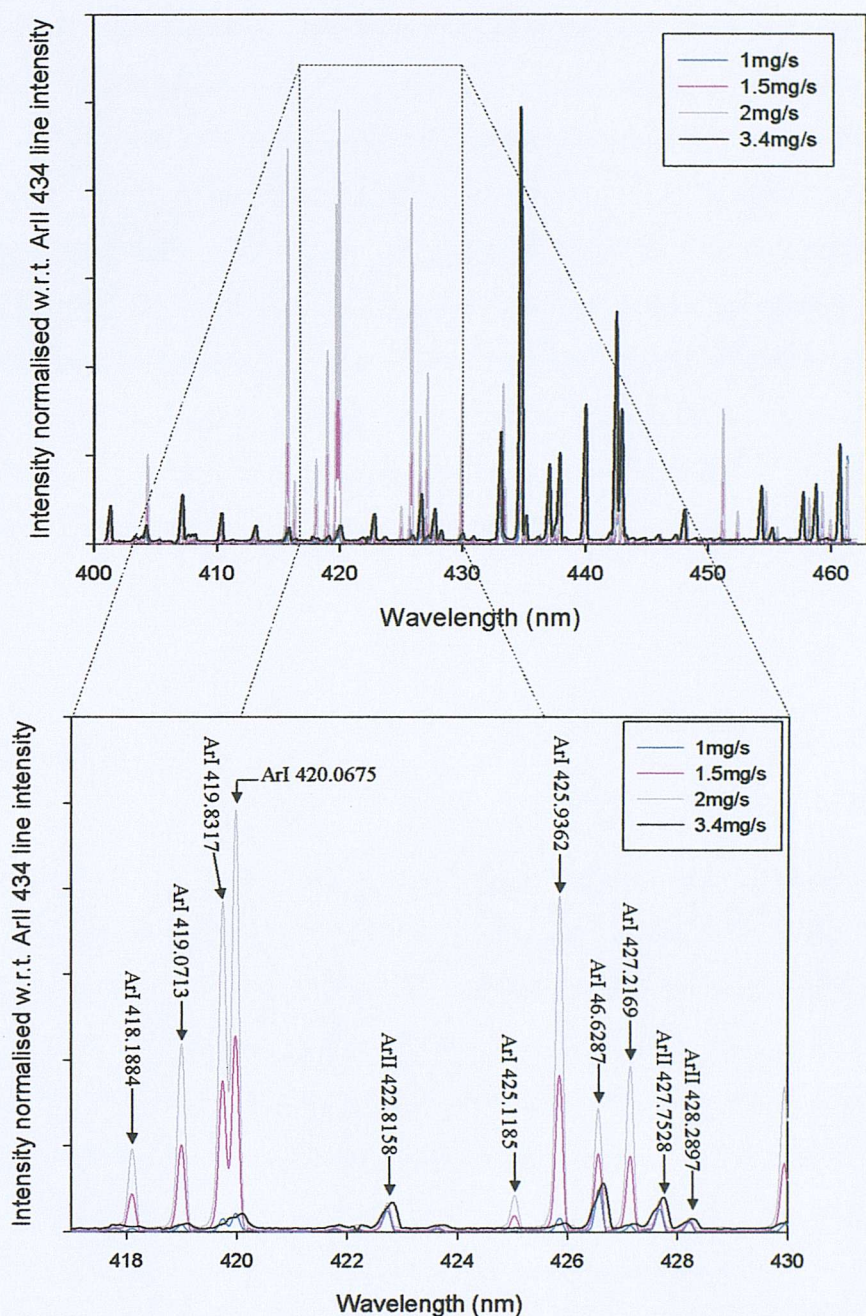 Intensity normalised w.r.t. ArII 434 line intensity
1mg/s
1.5mg/s
2mg/s
3.4mg/s
400 410 420 430 440 450 460
Wavelength (nm)
Intensity normalised w.r.t. ArII 434 line intensity
1mg/s
1.5mg/s
2mg/s
3.4mg/s
ArI 418.1884
ArI 419.0713
ArI 419.8317
ArI 420.0675
ArII 422.8158
ArI 425.1185
ArI 425.9362
ArI 46.6287
ArI 427.2169
ArII 427.7528
ArII 428.2897
418 420 422 424 426 428 430
Wavelength (nm)